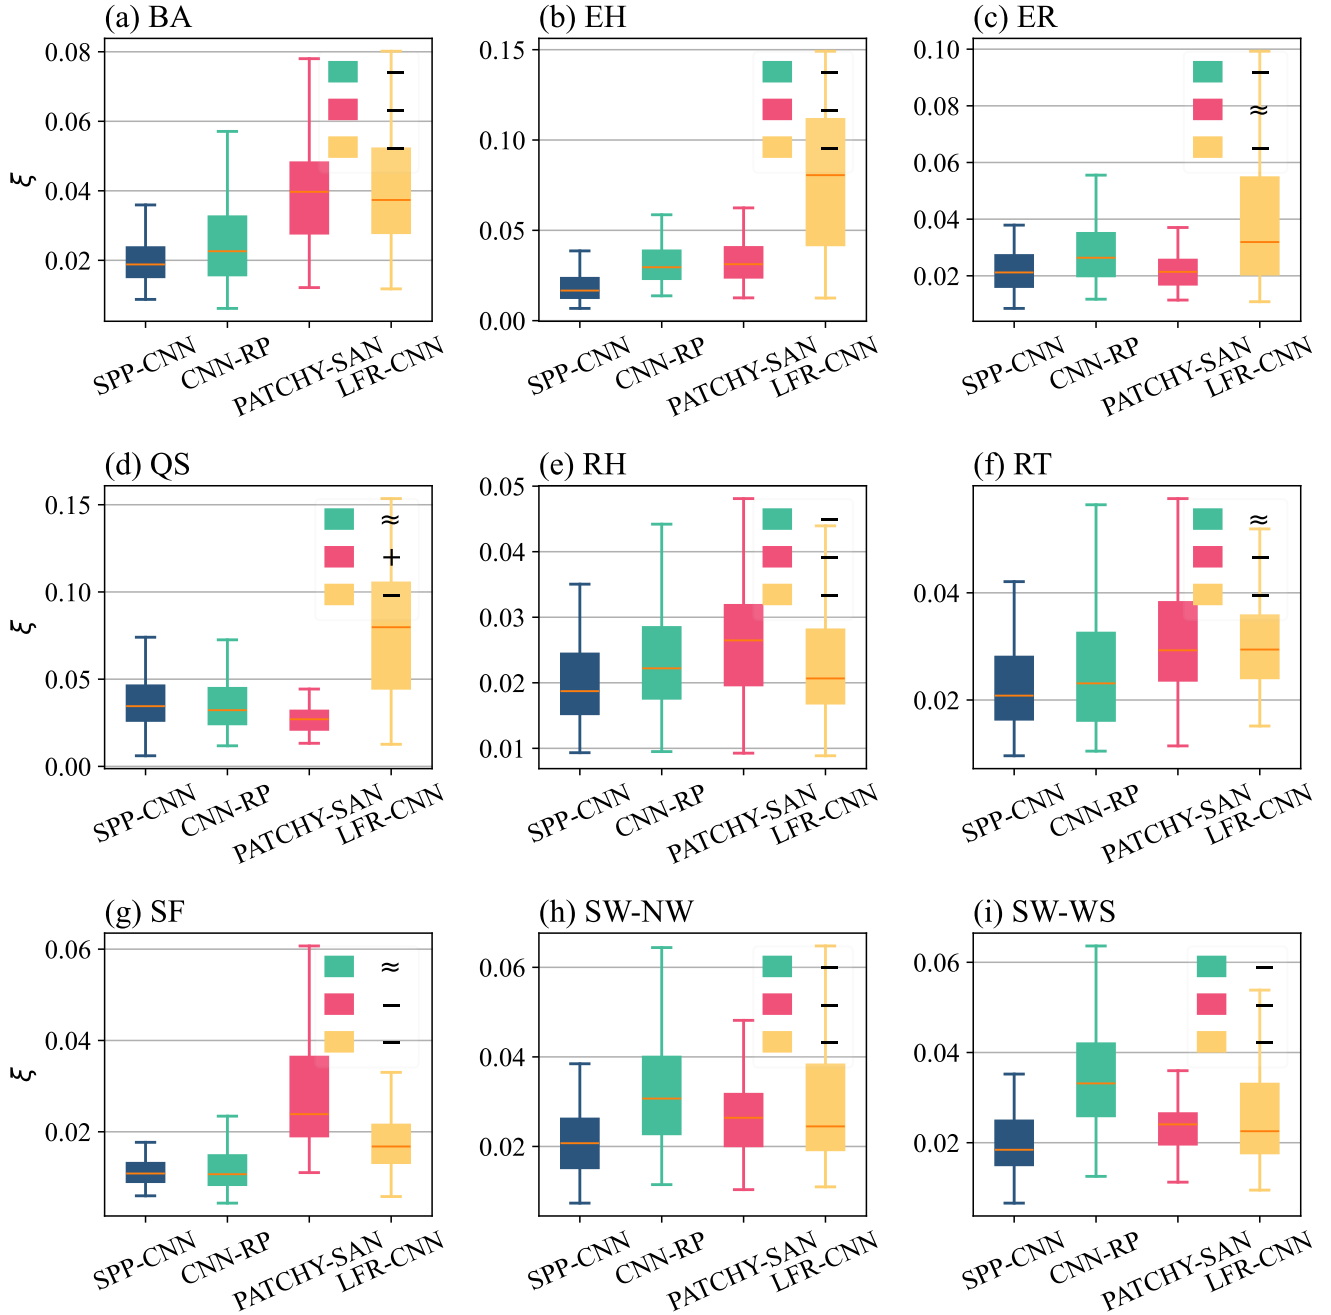 (a) BA
0.08
0.06
0.04
0.02
ξ
−
−
−
SPP-CNN
CNN-RP
PATCHY-SAN
LFR-CNN
(b) EH
0.15
0.10
0.05
0.00
−
−
−
SPP-CNN
CNN-RP
PATCHY-SAN
LFR-CNN
(c) ER
0.10
0.08
0.06
0.04
0.02
−
≈
−
SPP-CNN
CNN-RP
PATCHY-SAN
LFR-CNN
(d) QS
0.15
0.10
0.05
0.00
ξ
≈
+
−
SPP-CNN
CNN-RP
PATCHY-SAN
LFR-CNN
(e) RH
0.05
0.04
0.03
0.02
0.01
−
−
−
SPP-CNN
CNN-RP
PATCHY-SAN
LFR-CNN
(f) RT
0.04
0.02
≈
−
−
SPP-CNN
CNN-RP
PATCHY-SAN
LFR-CNN
(g) SF
0.06
0.04
0.02
ξ
≈
−
−
SPP-CNN
CNN-RP
PATCHY-SAN
LFR-CNN
(h) SW-NW
0.06
0.04
0.02
−
−
−
SPP-CNN
CNN-RP
PATCHY-SAN
LFR-CNN
(i) SW-WS
0.06
0.04
0.02
−
−
−
SPP-CNN
CNN-RP
PATCHY-SAN
LFR-CNN